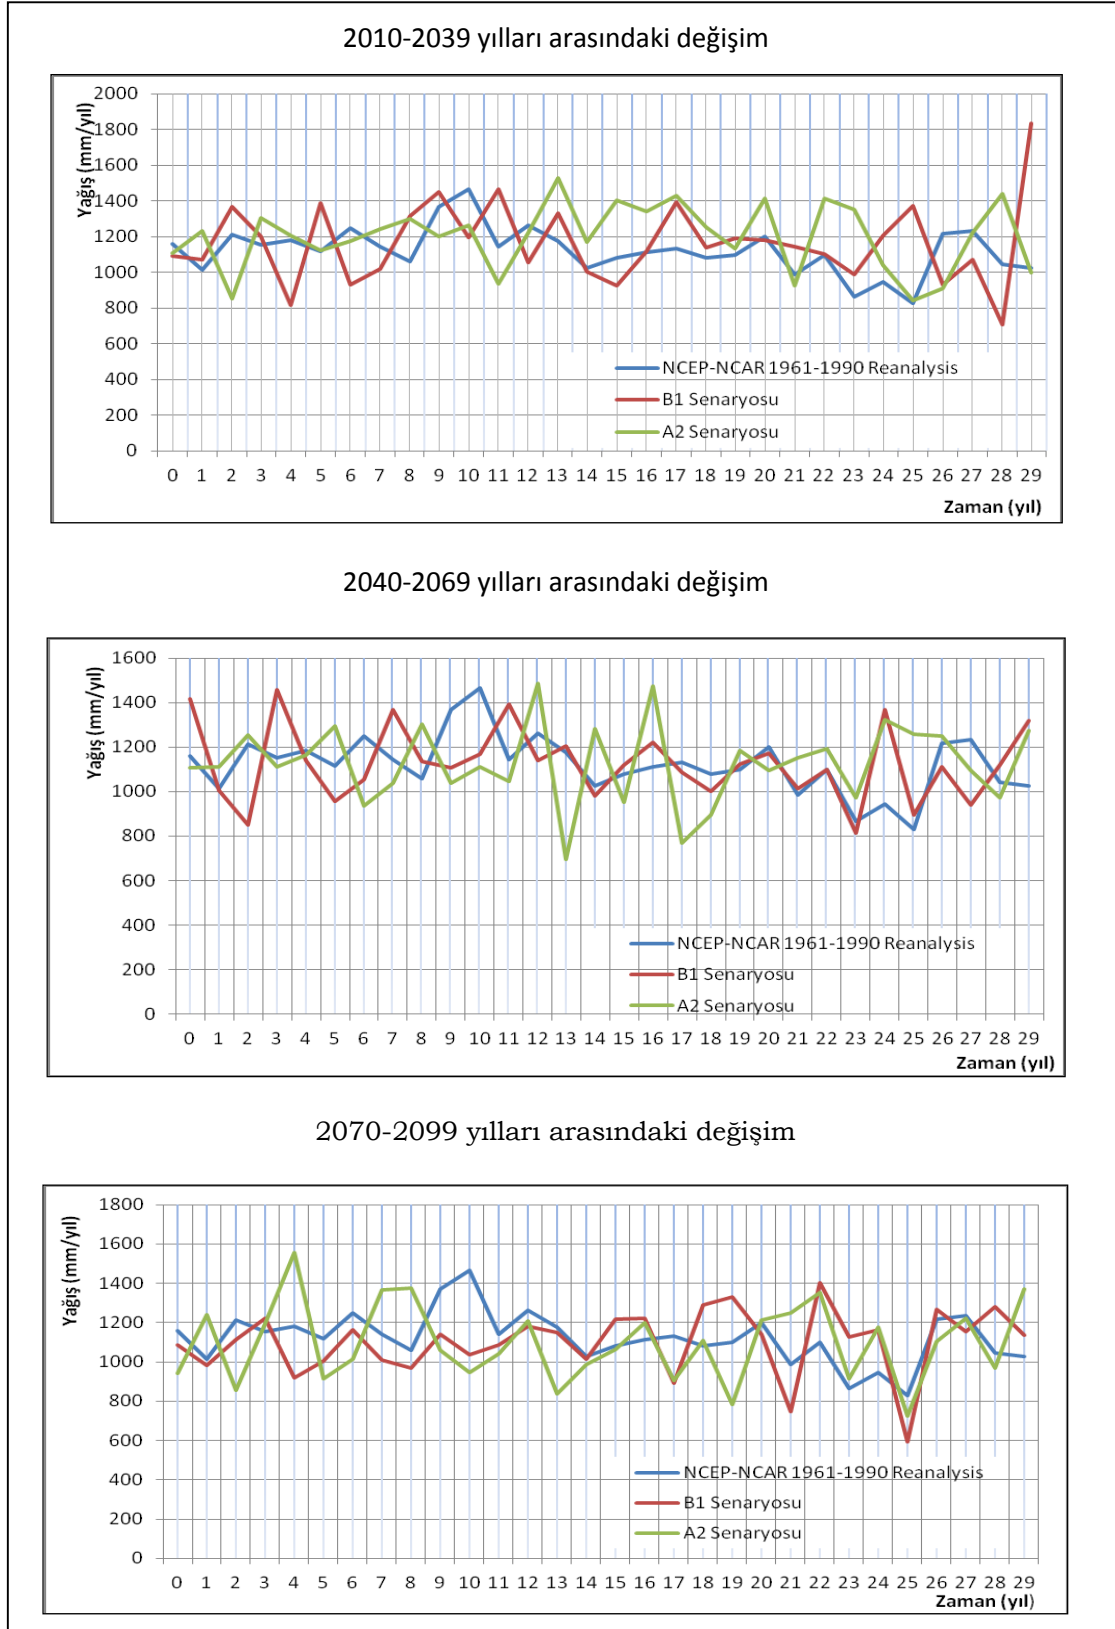 2010-2039 yılları arasındaki değişim
Yağış (mm/yıl)
2000
1800
1600
1400
1200
1000
800
600
400
200
0
NCEP-NCAR 1961-1990 Reanalysis
B1 Senaryosu
A2 Senaryosu
0 1 2 3 4 5 6 7 8 9 10 11 12 13 14 15 16 17 18 19 20 21 22 23 24 25 26 27 28 29
Zaman (yıl)
2040-2069 yılları arasındaki değişim
Yağış (mm/yıl)
1600
1400
1200
1000
800
600
400
200
0
NCEP-NCAR 1961-1990 Reanalysis
B1 Senaryosu
A2 Senaryosu
0 1 2 3 4 5 6 7 8 9 10 11 12 13 14 15 16 17 18 19 20 21 22 23 24 25 26 27 28 29
Zaman (yıl)
2070-2099 yılları arasındaki değişim
Yağış (mm/yıl)
1800
1600
1400
1200
1000
800
600
400
200
0
NCEP-NCAR 1961-1990 Reanalysis
B1 Senaryosu
A2 Senaryosu
0 1 2 3 4 5 6 7 8 9 10 11 12 13 14 15 16 17 18 19 20 21 22 23 24 25 26 27 28 29
Zaman (yıl)